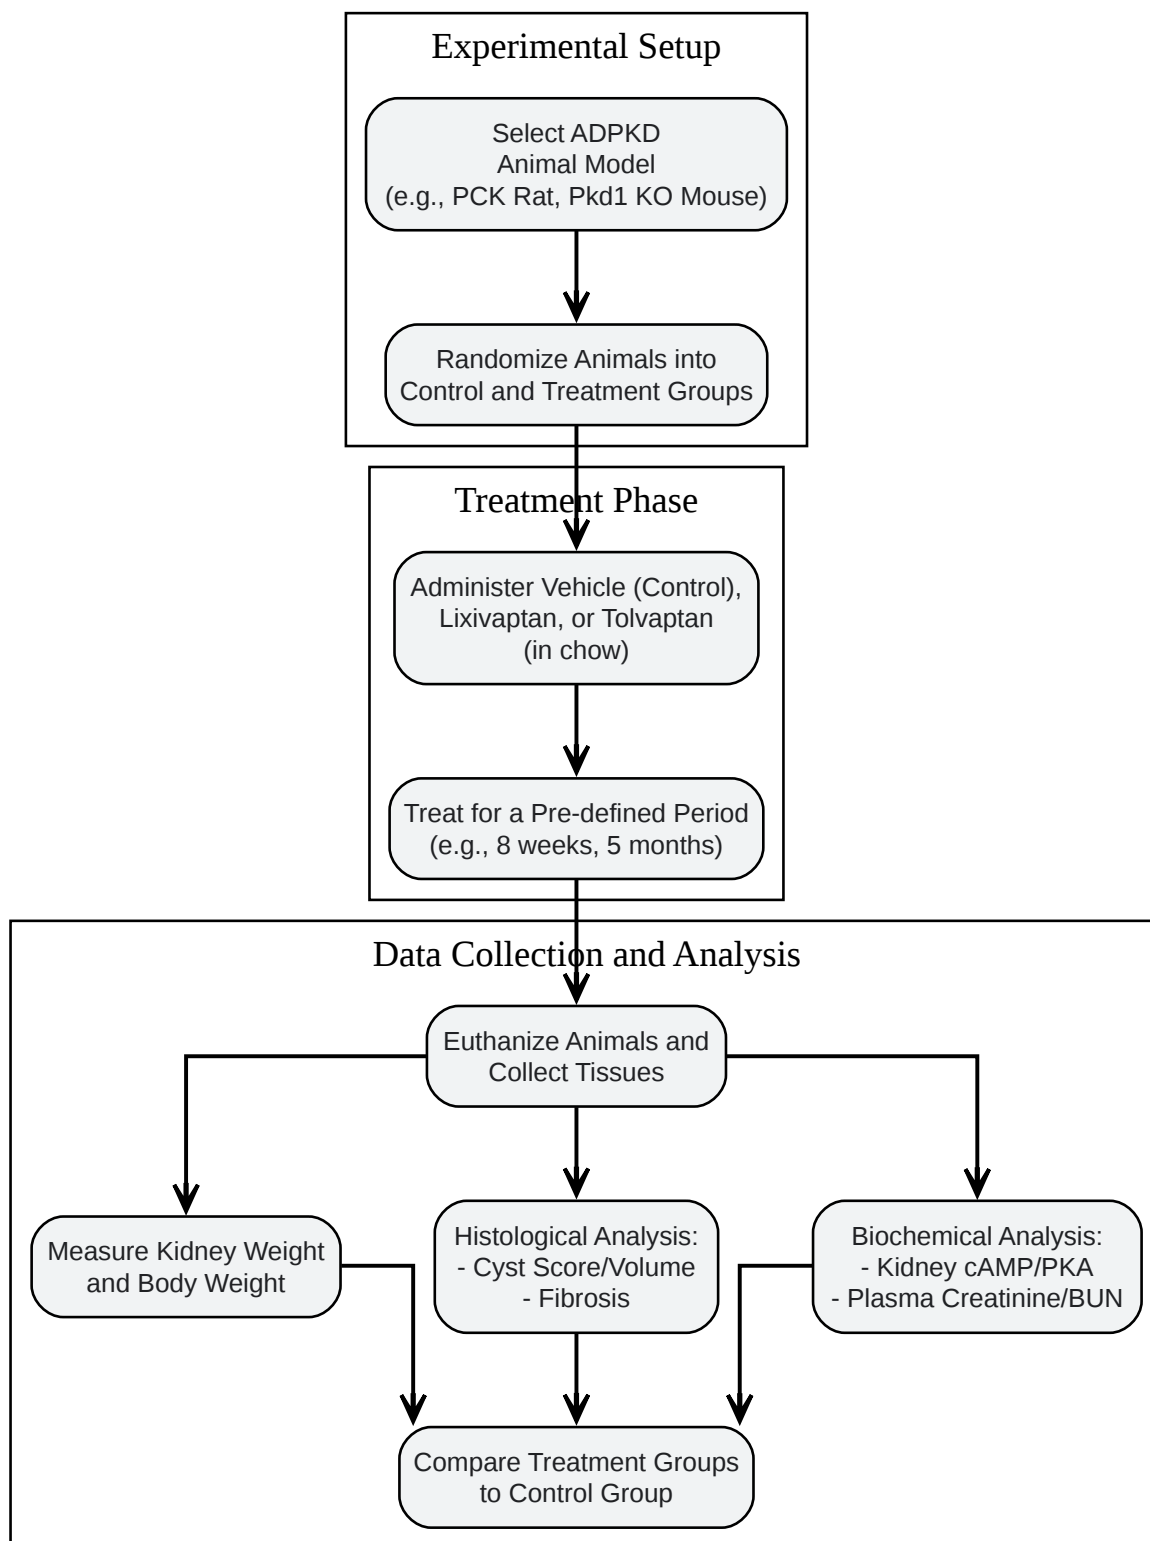 Experimental Setup
Select ADPKD
Animal Model
(e.g., PCK Rat, Pkd1 KO Mouse)
Randomize Animals into
Control and Treatment Groups
Treatment Phase
Administer Vehicle (Control),
Lixivaptan, or Tolvaptan
(in chow)
Treat for a Pre-defined Period
(e.g., 8 weeks, 5 months)
Data Collection and Analysis
Euthanize Animals and
Collect Tissues
Measure Kidney Weight
and Body Weight
Histological Analysis:
- Cyst Score/Volume
- Fibrosis
Biochemical Analysis:
- Kidney cAMP/PKA
- Plasma Creatinine/BUN
Compare Treatment Groups
to Control Group